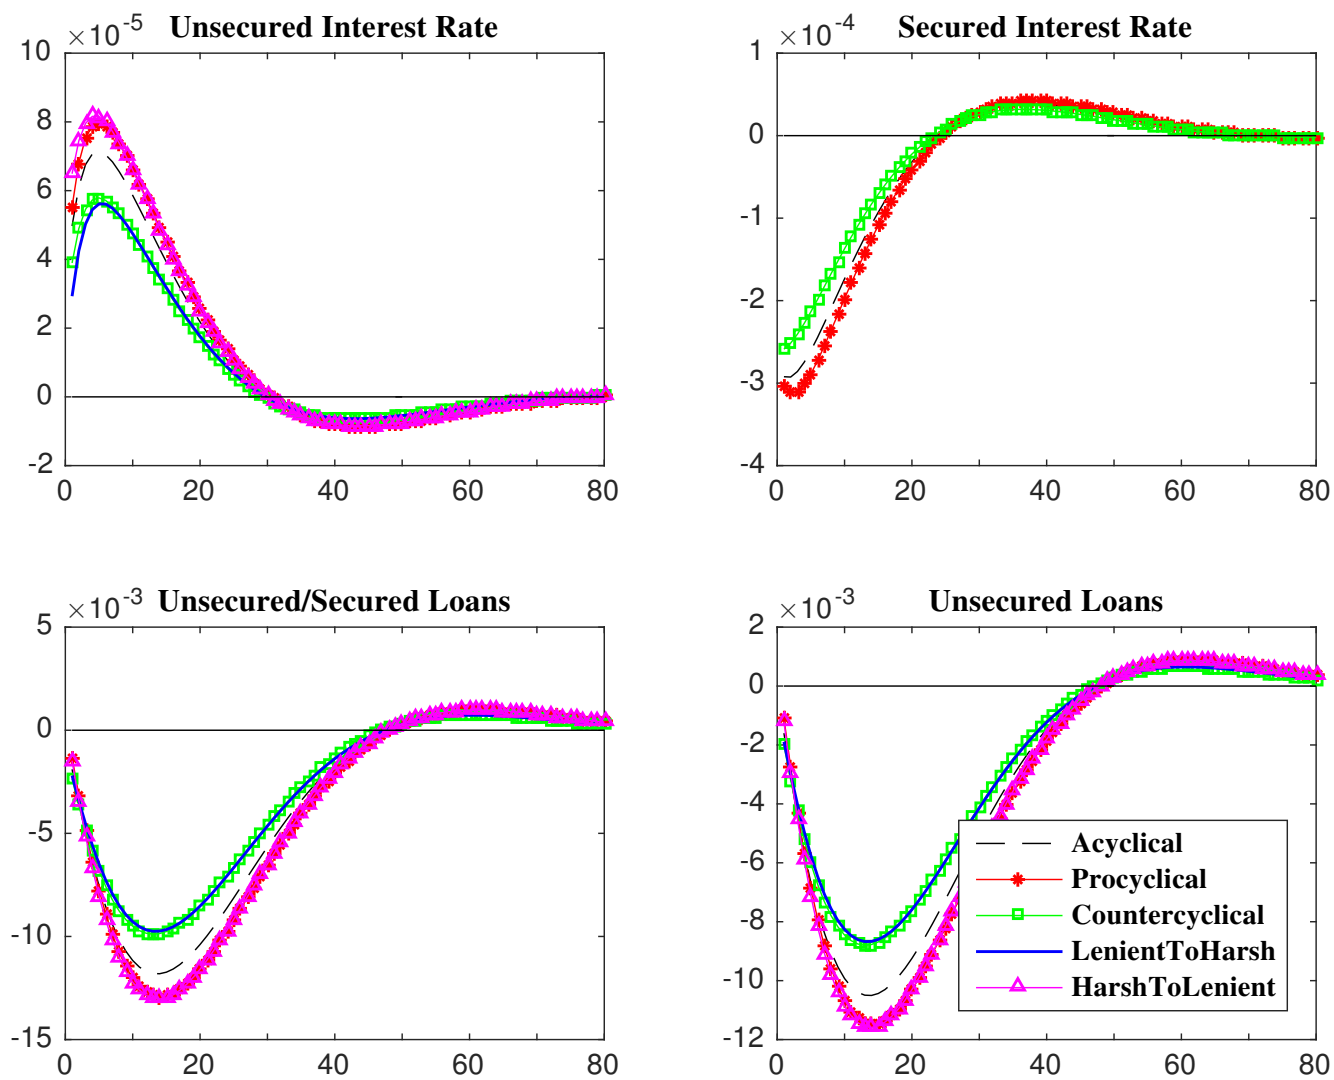 ×10-5 Unsecured Interest Rate
10
8
6
4
2
0
-2
0 20 40 60 80
×10-4 Secured Interest Rate
1
0
-1
-2
-3
-4
0 20 40 60 80
×10-3 Unsecured/Secured Loans
5
0
-5
-10
-15
0 20 40 60 80
×10-3 Unsecured Loans
2
0
-2
-4
-6
-8
-10
-12
0 20 40 60 80
Acyclical
Procyclical
Countercyclical
LenientToHarsh
HarshToLenient